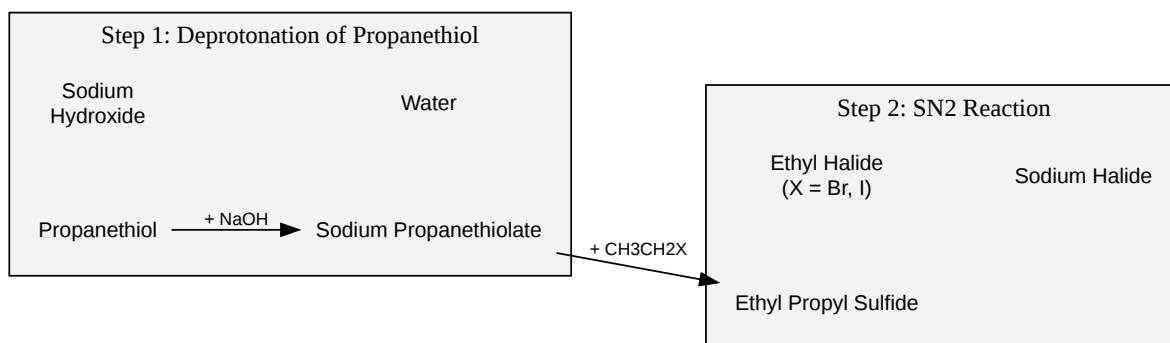 Step 1: Deprotonation of Propanethiol
Sodium
Hydroxide
Water
Propanethiol
+ NaOH
Sodium Propanethiolate
+ CH3CH2X
Step 2: SN2 Reaction
Ethyl Halide
(X = Br, I)
Sodium Halide
Ethyl Propyl Sulfide